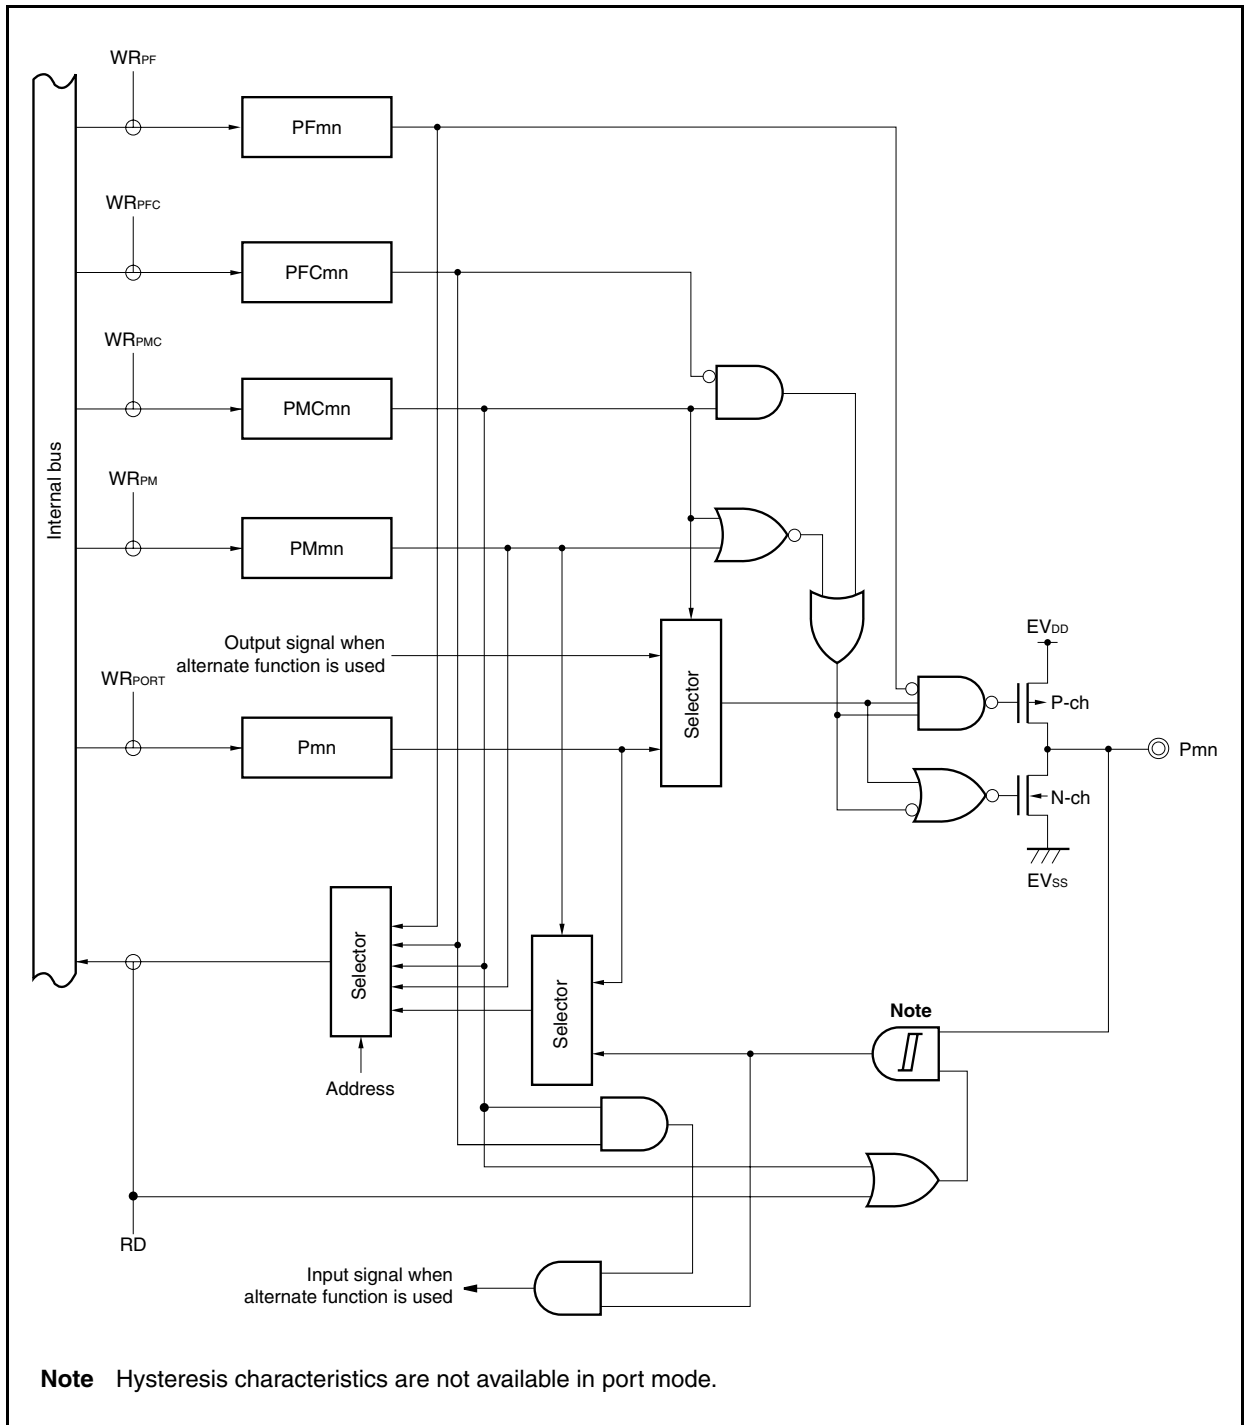 WRPF
PFmn
WRPFC
PFCmn
WRPMC
PMCmn
Internal bus
WRPM
PMmn
Output signal when
alternate function is used
EVDD
WRPORT
Selector
P-ch
Pmn
Pmn
N-ch
EVSS
Selector
Selector
Note
Address
RD
Input signal when
alternate function is used
Note Hysteresis characteristics are not available in port mode.